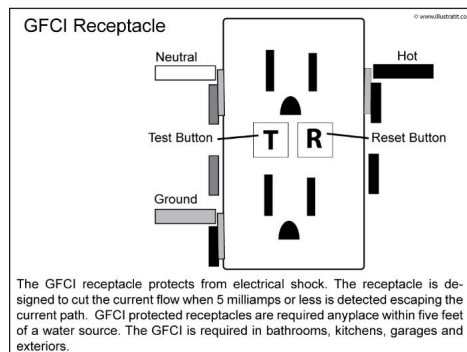 © www.illustratit.co
GFCI Receptacle
Neutral
Hot
Test Button
T
R
Reset Button
Ground
The GFCI receptacle protects from electrical shock. The receptacle is de-
signed to cut the current flow when 5 milliamps or less is detected escaping the
current path. GFCI protected receptacles are required anyplace within five feet
of a water source. The GFCI is required in bathrooms, kitchens, garages and
exteriors.